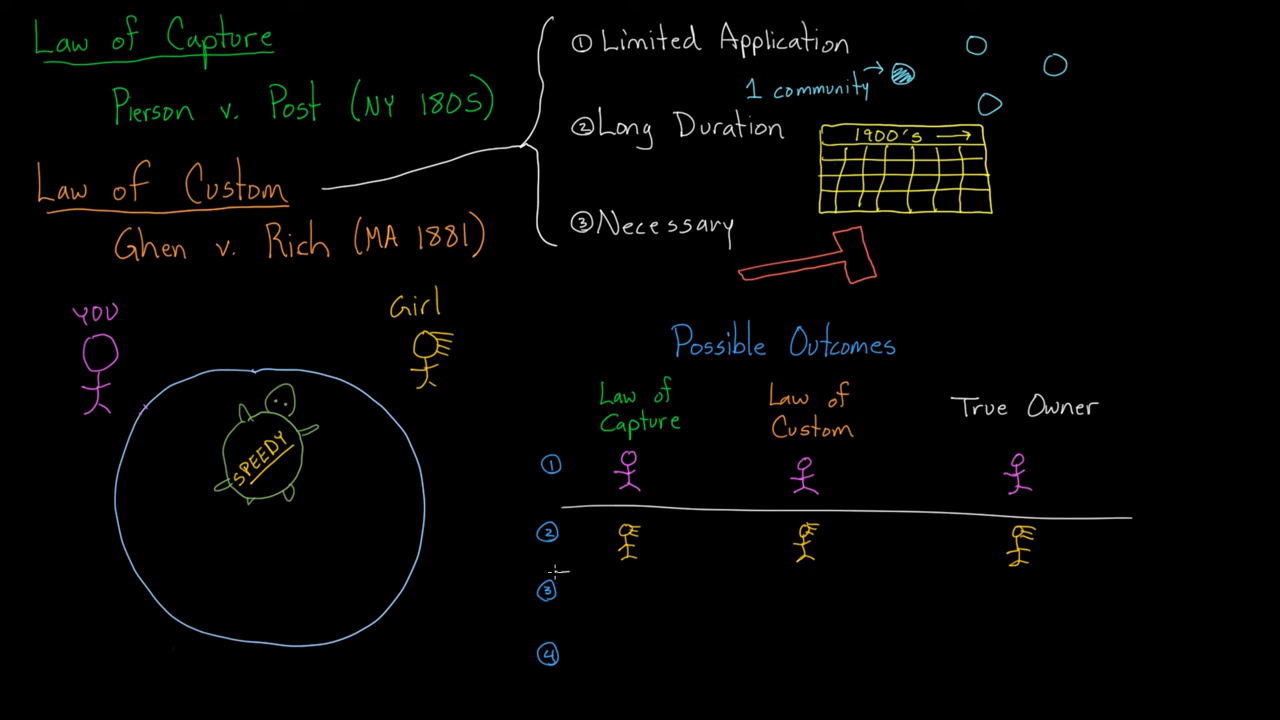 Law of Capture
Pierson v. Post (NY 1805)
Law of Custom
Ghen v. Rich (MA 1881)
① Limited Application
1 community
② Long Duration
1900's
③ Necessary
YOU
Girl
SPEEDY
Possible Outcomes
Law of Capture
Law of Custom
True Owner
①
②
③
④